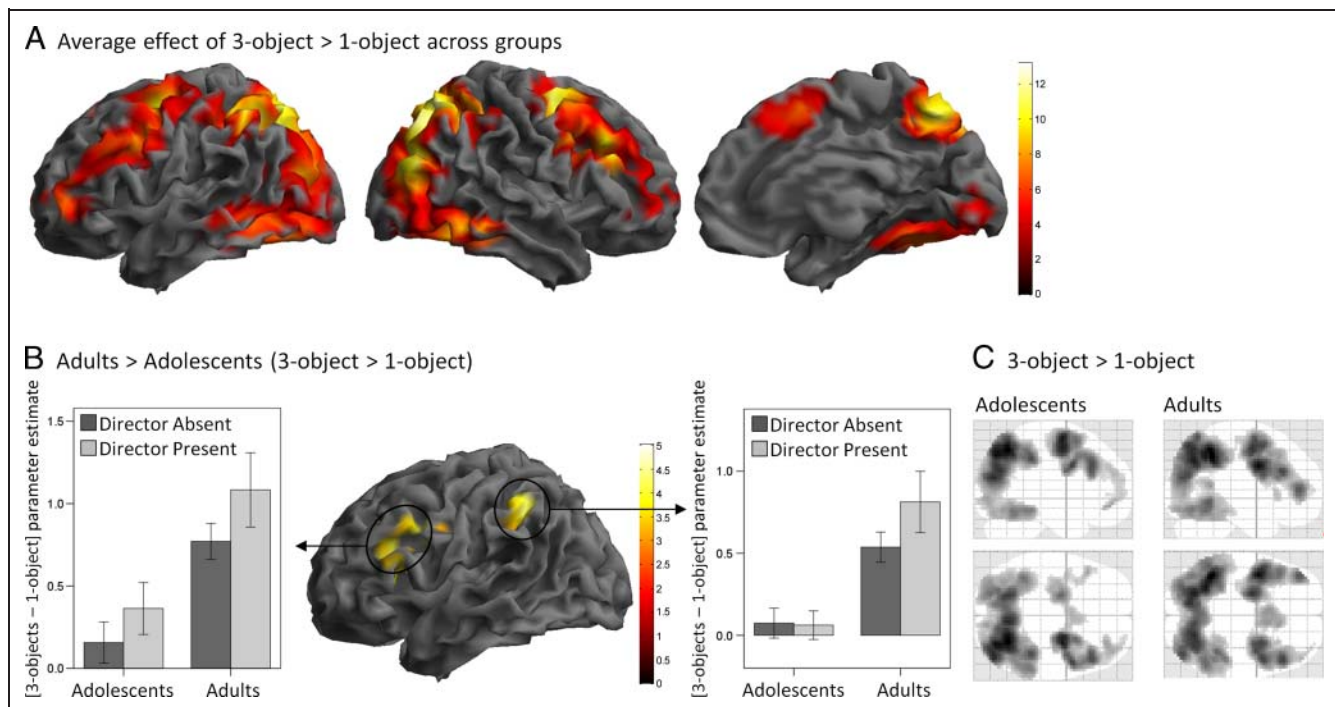 A Average effect of 3-object > 1-object across groups
12
10
8
6
4
2
0
B Adults > Adolescents (3-object > 1-object)
[3-objects – 1-object] parameter estimate
1.5
1.0
0.5
0.0
Director Absent
Director Present
Adolescents Adults
5
4.5
4
3.5
3
2.5
2
1.5
1
0.5
0
[3-objects – 1-object] parameter estimate
1.0
0.5
0.0
Director Absent
Director Present
Adolescents Adults
C 3-object > 1-object
Adolescents Adults